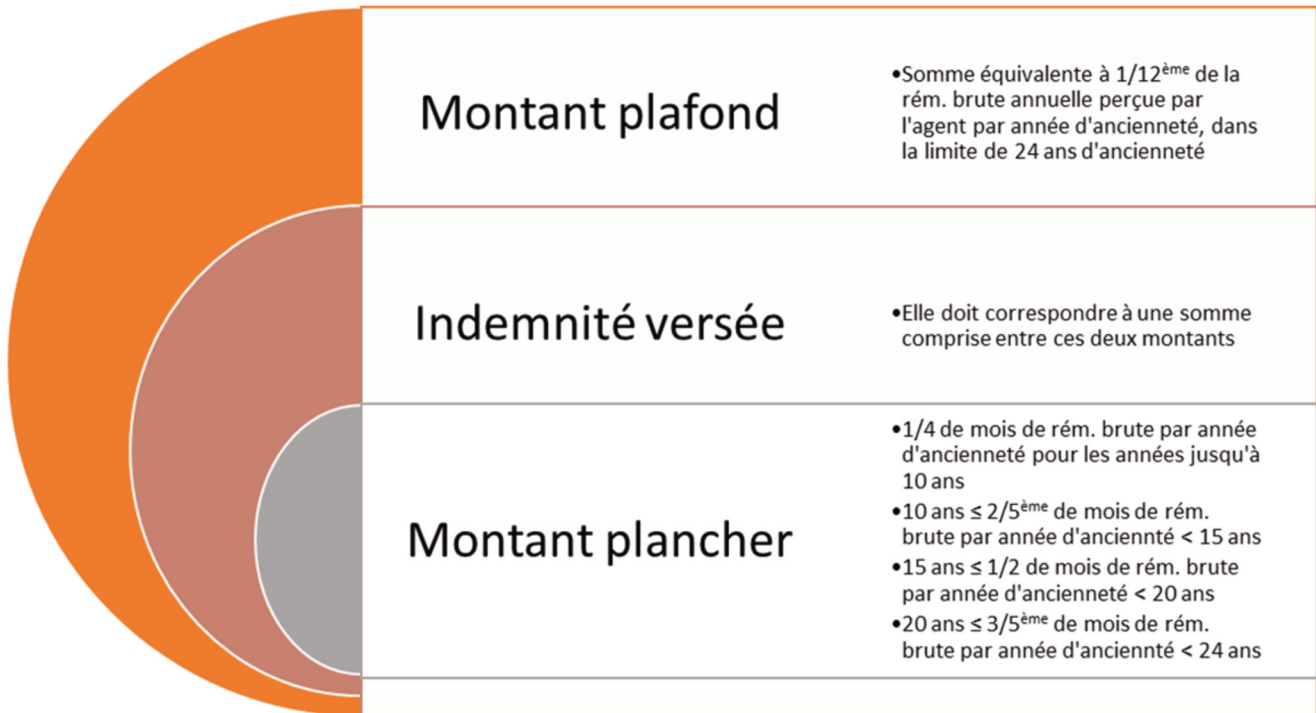 Montant plafond
•Somme équivalente à 1/12ème de la
rém. brute annuelle perçue par
l'agent par année d'ancienneté, dans
la limite de 24 ans d'ancienneté
Indemnité versée
•Elle doit correspondre à une somme
comprise entre ces deux montants
Montant plancher
•1/4 de mois de rém. brute par année
d'ancienneté pour les années jusqu'à
10 ans
•10 ans ≤ 2/5ème de mois de rém.
brute par année d'anciennté < 15 ans
•15 ans ≤ 1/2 de mois de rém. brute
par année d'ancienneté < 20 ans
•20 ans ≤ 3/5ème de mois de rém.
brute par année d'anciennté < 24 ans